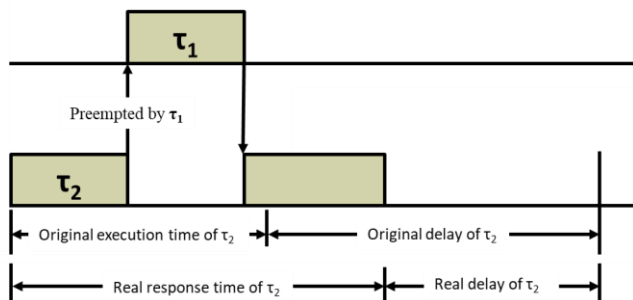 τ1
Preempted by τ1
τ2
Original execution time of τ2
Original delay of τ2
Real response time of τ2
Real delay of τ2